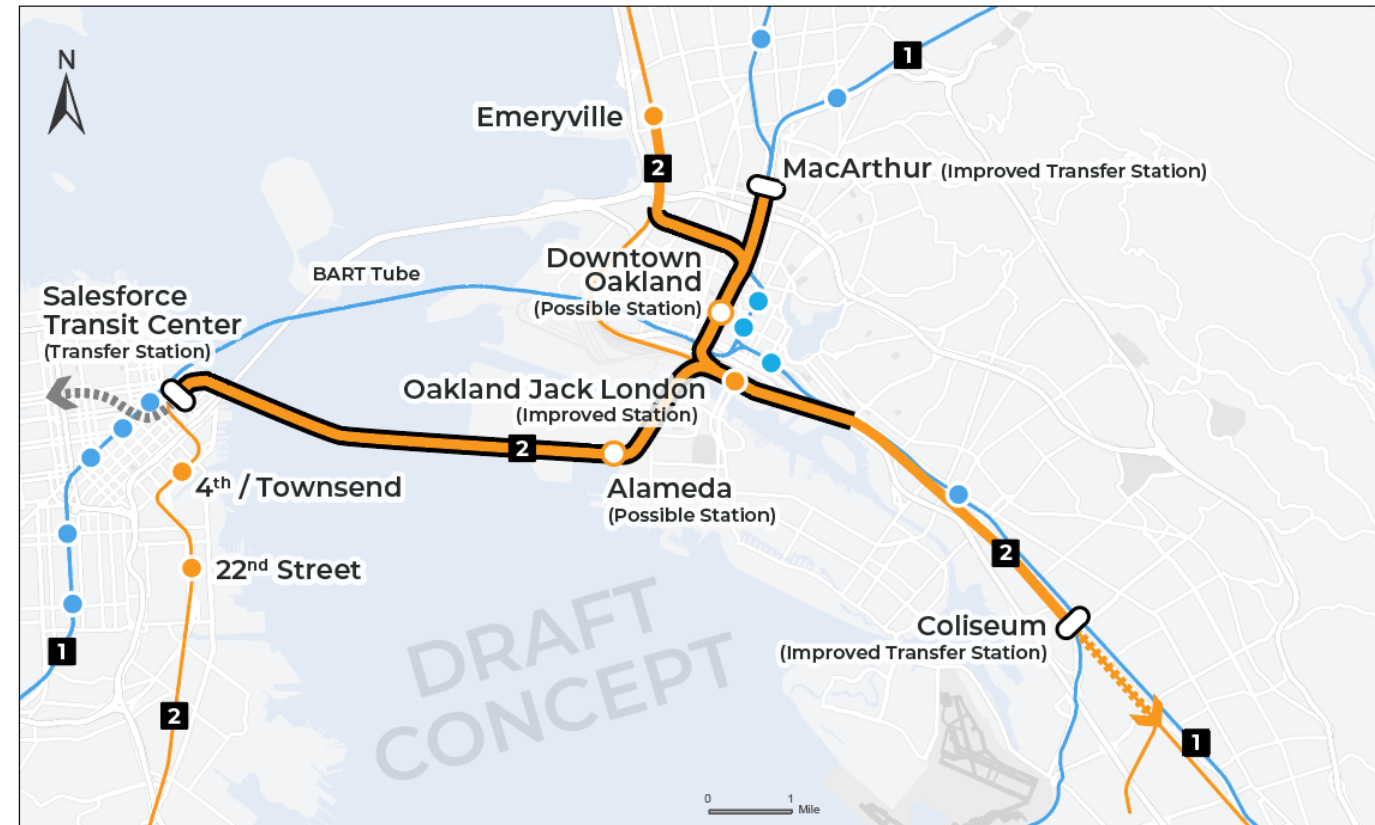 N
1
Emeryville
2
MacArthur (Improved Transfer Station)
Downtown
Oakland
(Possible Station)
BART Tube
Salesforce
Transit Center
(Transfer Station)
Oakland Jack London
(Improved Station)
2
4th / Townsend
Alameda
(Possible Station)
22nd Street
2
DRAFT
CONCEPT
Coliseum
(Improved Transfer Station)
1
2
1
0 1
Mile